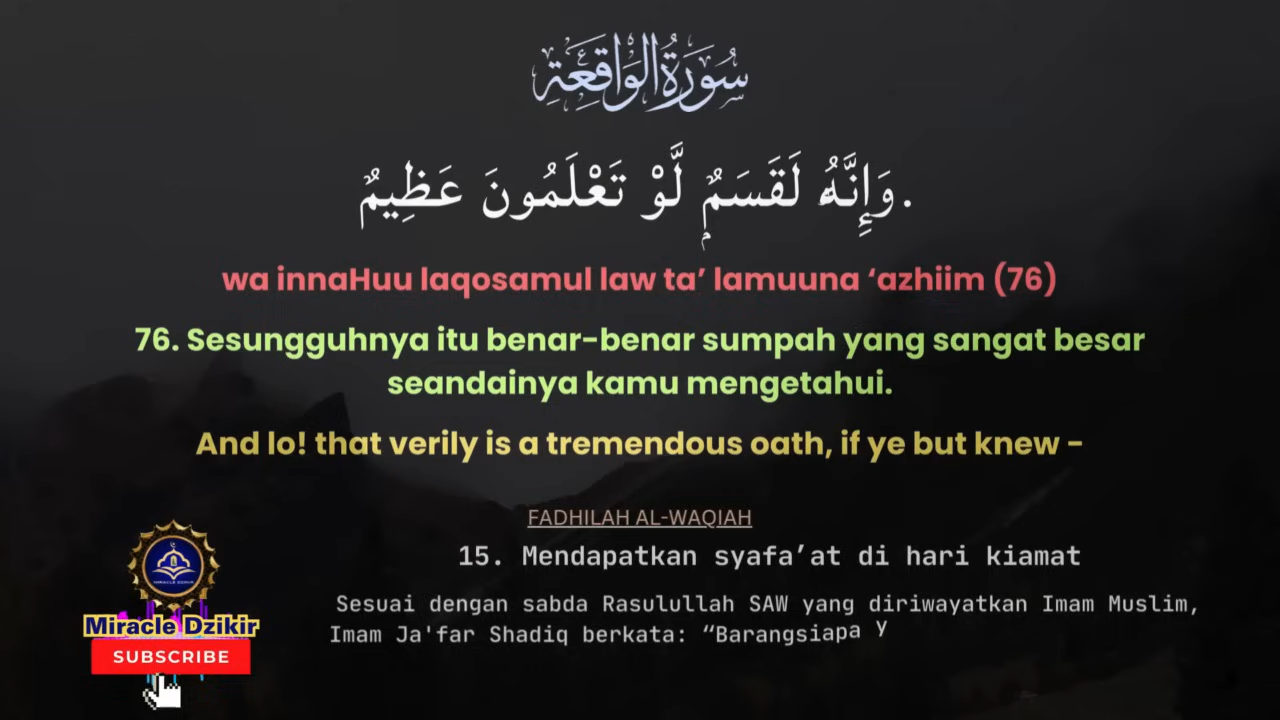 سُورَةُ الْوَاقِعَةِ
وَإِنَّهُۥ لَقَسَمٌۭ لَّوْ تَعْلَمُونَ عَظِيمٌ.
wa innaHuu laqosamul law ta’ lamuuna ‘azhiim (76)
76. Sesungguhnya itu benar-benar sumpah yang sangat besar
seandainya kamu mengetahui.
And lo! that verily is a tremendous oath, if ye but knew –
FADHILAH AL-WAQIAH
15. Mendapatkan syafa’at di hari kiamat
Sesuai dengan sabda Rasulullah SAW yang diriwayatkan Imam Muslim,
Imam Ja'far Shadiq berkata: “Barangsiapa y
MIRACLE DZIKIR
Miracle Dzikir
SUBSCRIBE